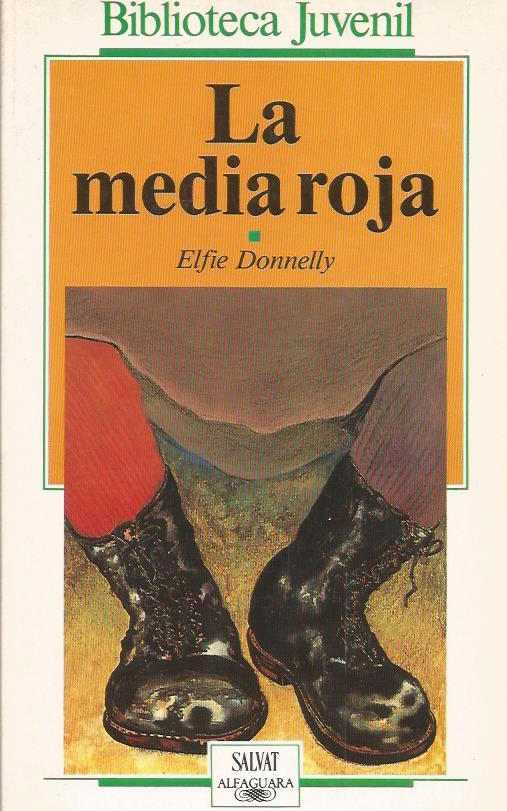 Biblioteca Juvenil
La
media roja
Elfie Donnelly
SALVAT
ALFAGUARA